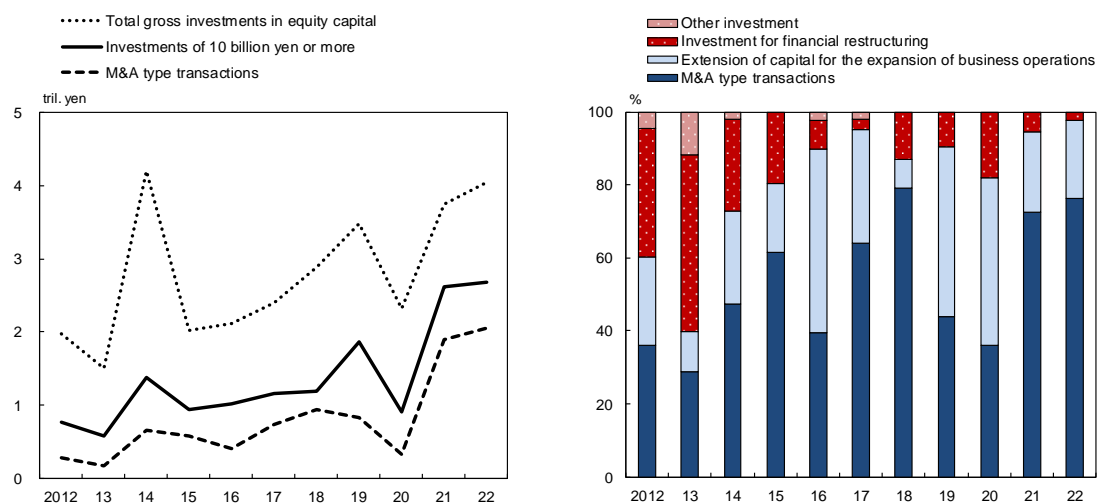 Total gross investments in equity capital
Investments of 10 billion yen or more
M&A type transactions
tril. yen
5
4
3
2
1
0
2012 13 14 15 16 17 18 19 20 21 22
Other investment
Investment for financial restructuring
Extension of capital for the expansion of business operations
M&A type transactions
%
100
80
60
40
20
0
2012 13 14 15 16 17 18 19 20 21 22